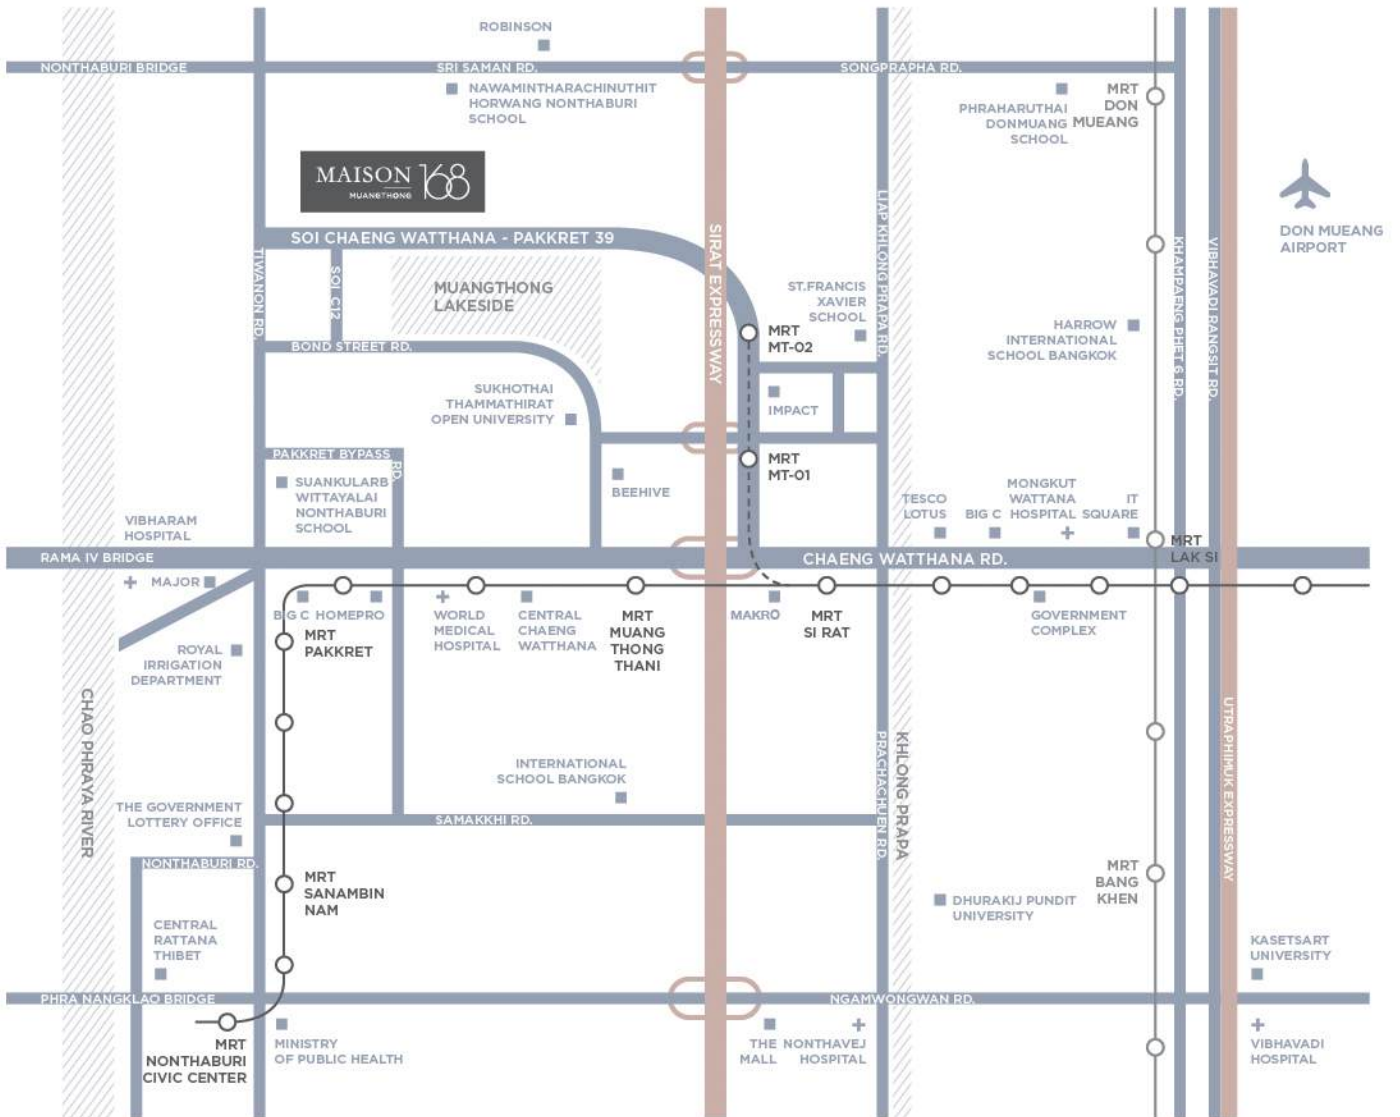 ROBINSON
NONTHABURI BRIDGE
SRI SAMAN RD.
SONGPRAPHA RD.
NAWAMINTHARACHINUTHIT
HORWANG NONTHABURI
SCHOOL
PHRAHARUTHAI
DONMUANG
SCHOOL
MRT
DON
MUEANG
MAISON 168
MUANGTHONG
DON MUEANG
AIRPORT
SOI CHAENG WATTHANA - PAKKRET 39
TIWANON RD.
SOI C12
MUANGTHONG
LAKESIDE
SIRAT EXPRESSWAY
LIAP KHLONG PRAPA RD.
KHAMPAENG PHET 6 RD.
VIBHAVADI RANGSIT RD.
ST.FRANCIS
XAVIER
SCHOOL
MRT
MT-02
HARROW
INTERNATIONAL
SCHOOL BANGKOK
BOND STREET RD.
SUKHOTHAI
THAMMATHIRAT
OPEN UNIVERSITY
IMPACT
PAKKRET BYPASS
RD.
MRT
MT-01
SUANKULARB
WITTAYALAI
NONTHABURI
SCHOOL
BEEHIVE
TESCO
LOTUS
BIG C
MONGKUT
WATTANA
HOSPITAL
IT
SQUARE
VIBHARAM
HOSPITAL
RAMA IV BRIDGE
CHAENG WATTHANA RD.
MRT
LAK SI
MAJOR
BIG C
HOMEPRO
WORLD
MEDICAL
HOSPITAL
CENTRAL
CHAENG
WATTHANA
MRT
MUANG
THONG
THANI
MAKRO
MRT
SI RAT
GOVERNMENT
COMPLEX
MRT
PAKKRET
ROYAL
IRRIGATION
DEPARTMENT
CHAO PHRAYA RIVER
PRACHACHUEN RD.
KHLONG PRAPA
UTRAPHIMUK EXPRESSWAY
INTERNATIONAL
SCHOOL BANGKOK
THE GOVERNMENT
LOTTERY OFFICE
SAMAKKHI RD.
NONTHABURI RD.
MRT
SANAMBIN
NAM
MRT
BANG
KHEN
DHURAKIJ PUNDIT
UNIVERSITY
CENTRAL
RATTANA
THIBET
KASETSART
UNIVERSITY
PHRA NANGKLAO BRIDGE
NGAMWONGWAN RD.
MRT
NONTHABURI
CIVIC CENTER
MINISTRY
OF PUBLIC HEALTH
THE
MALL
NONTHAVEJ
HOSPITAL
VIBHAVADI
HOSPITAL